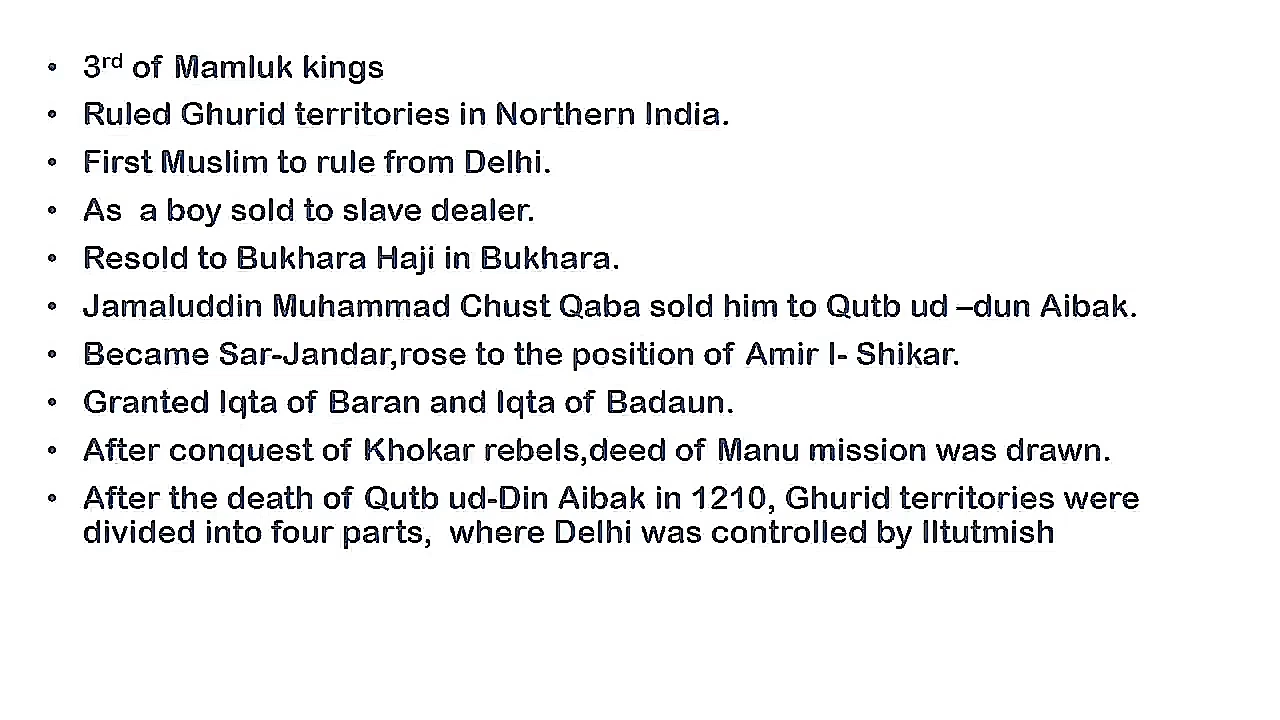 • 3rd of Mamluk kings
• Ruled Ghurid territories in Northern India.
• First Muslim to rule from Delhi.
• As  a boy sold to slave dealer.
• Resold to Bukhara Haji in Bukhara.
• Jamaluddin Muhammad Chust Qaba sold him to Qutb ud –dun Aibak.
• Became Sar-Jandar,rose to the position of Amir I- Shikar.
• Granted Iqta of Baran and Iqta of Badaun.
• After conquest of Khokar rebels,deed of Manu mission was drawn.
• After the death of Qutb ud-Din Aibak in 1210, Ghurid territories were
divided into four parts,  where Delhi was controlled by Iltutmish